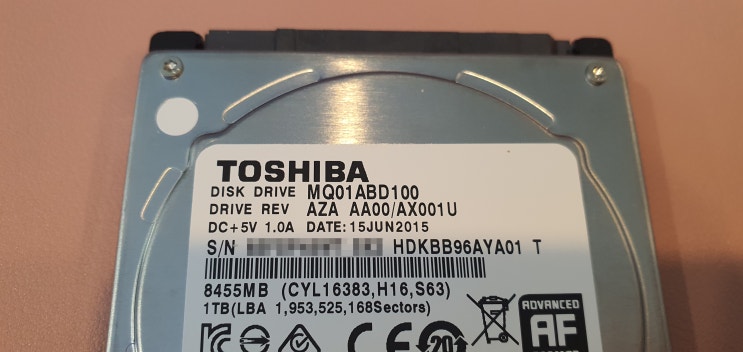 TOSHIBA
DISK DRIVE MQ01ABD100
DRIVE REV AZA AA00/AX001U
DC+5V 1.0A DATE:15JUN2015
S/N HDKBB96AYA01 T
8455MB (CYL16383,H16,S63)
1TB(LBA 1,953,525,168Sectors)
ADVANCED
AF
20